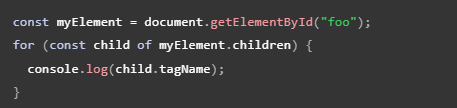 const myElement = document.getElementById("foo");
for (const child of myElement.children) {
  console.log(child.tagName);
}